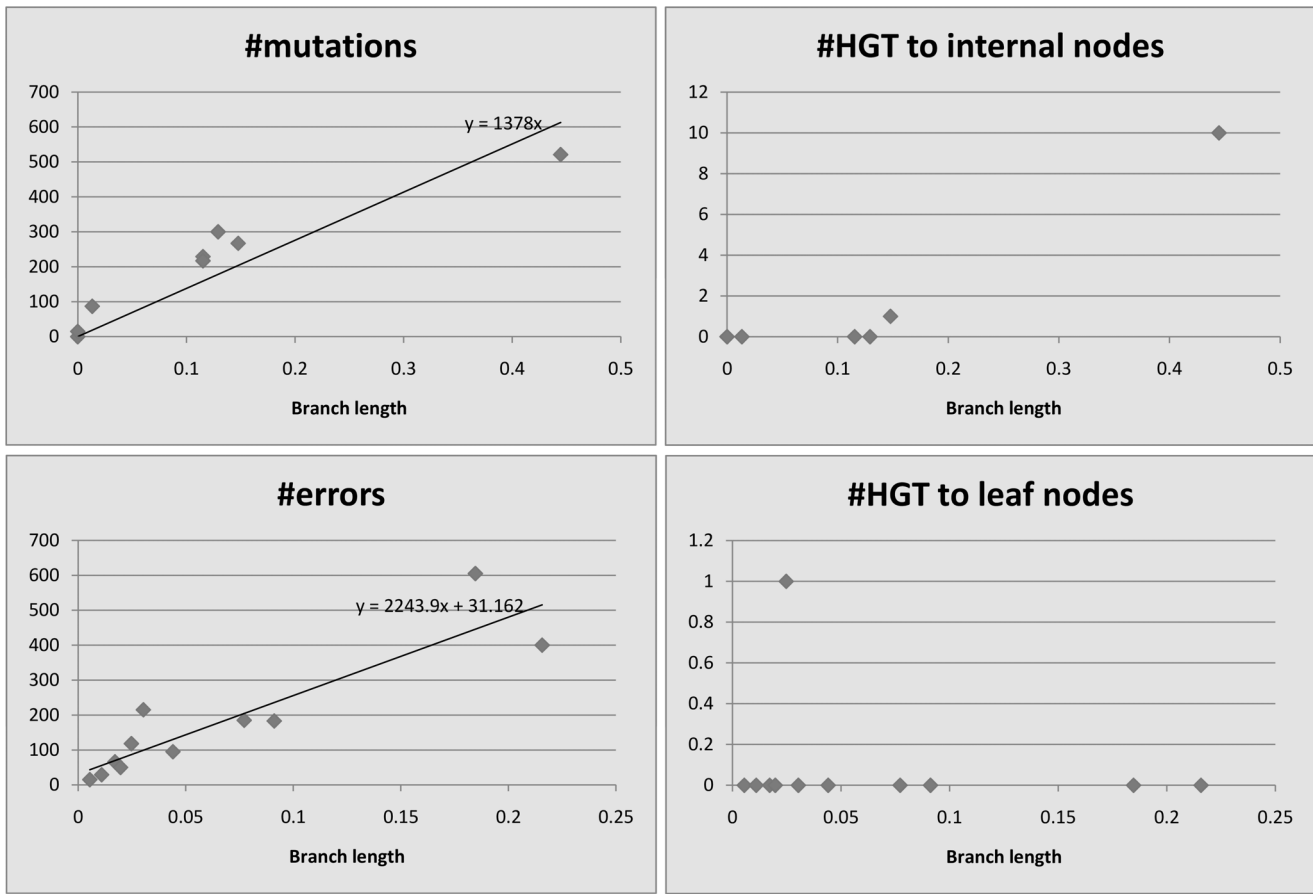 #mutations
700
600
500
400
300
200
100
0
y = 1378x
0 0.1 0.2 0.3 0.4 0.5
Branch length
#HGT to internal nodes
12
10
8
6
4
2
0
0 0.1 0.2 0.3 0.4 0.5
Branch length
#errors
700
600
500
400
300
200
100
0
y = 2243.9x + 31.162
0 0.05 0.1 0.15 0.2 0.25
Branch length
#HGT to leaf nodes
1.2
1
0.8
0.6
0.4
0.2
0
0 0.05 0.1 0.15 0.2 0.25
Branch length